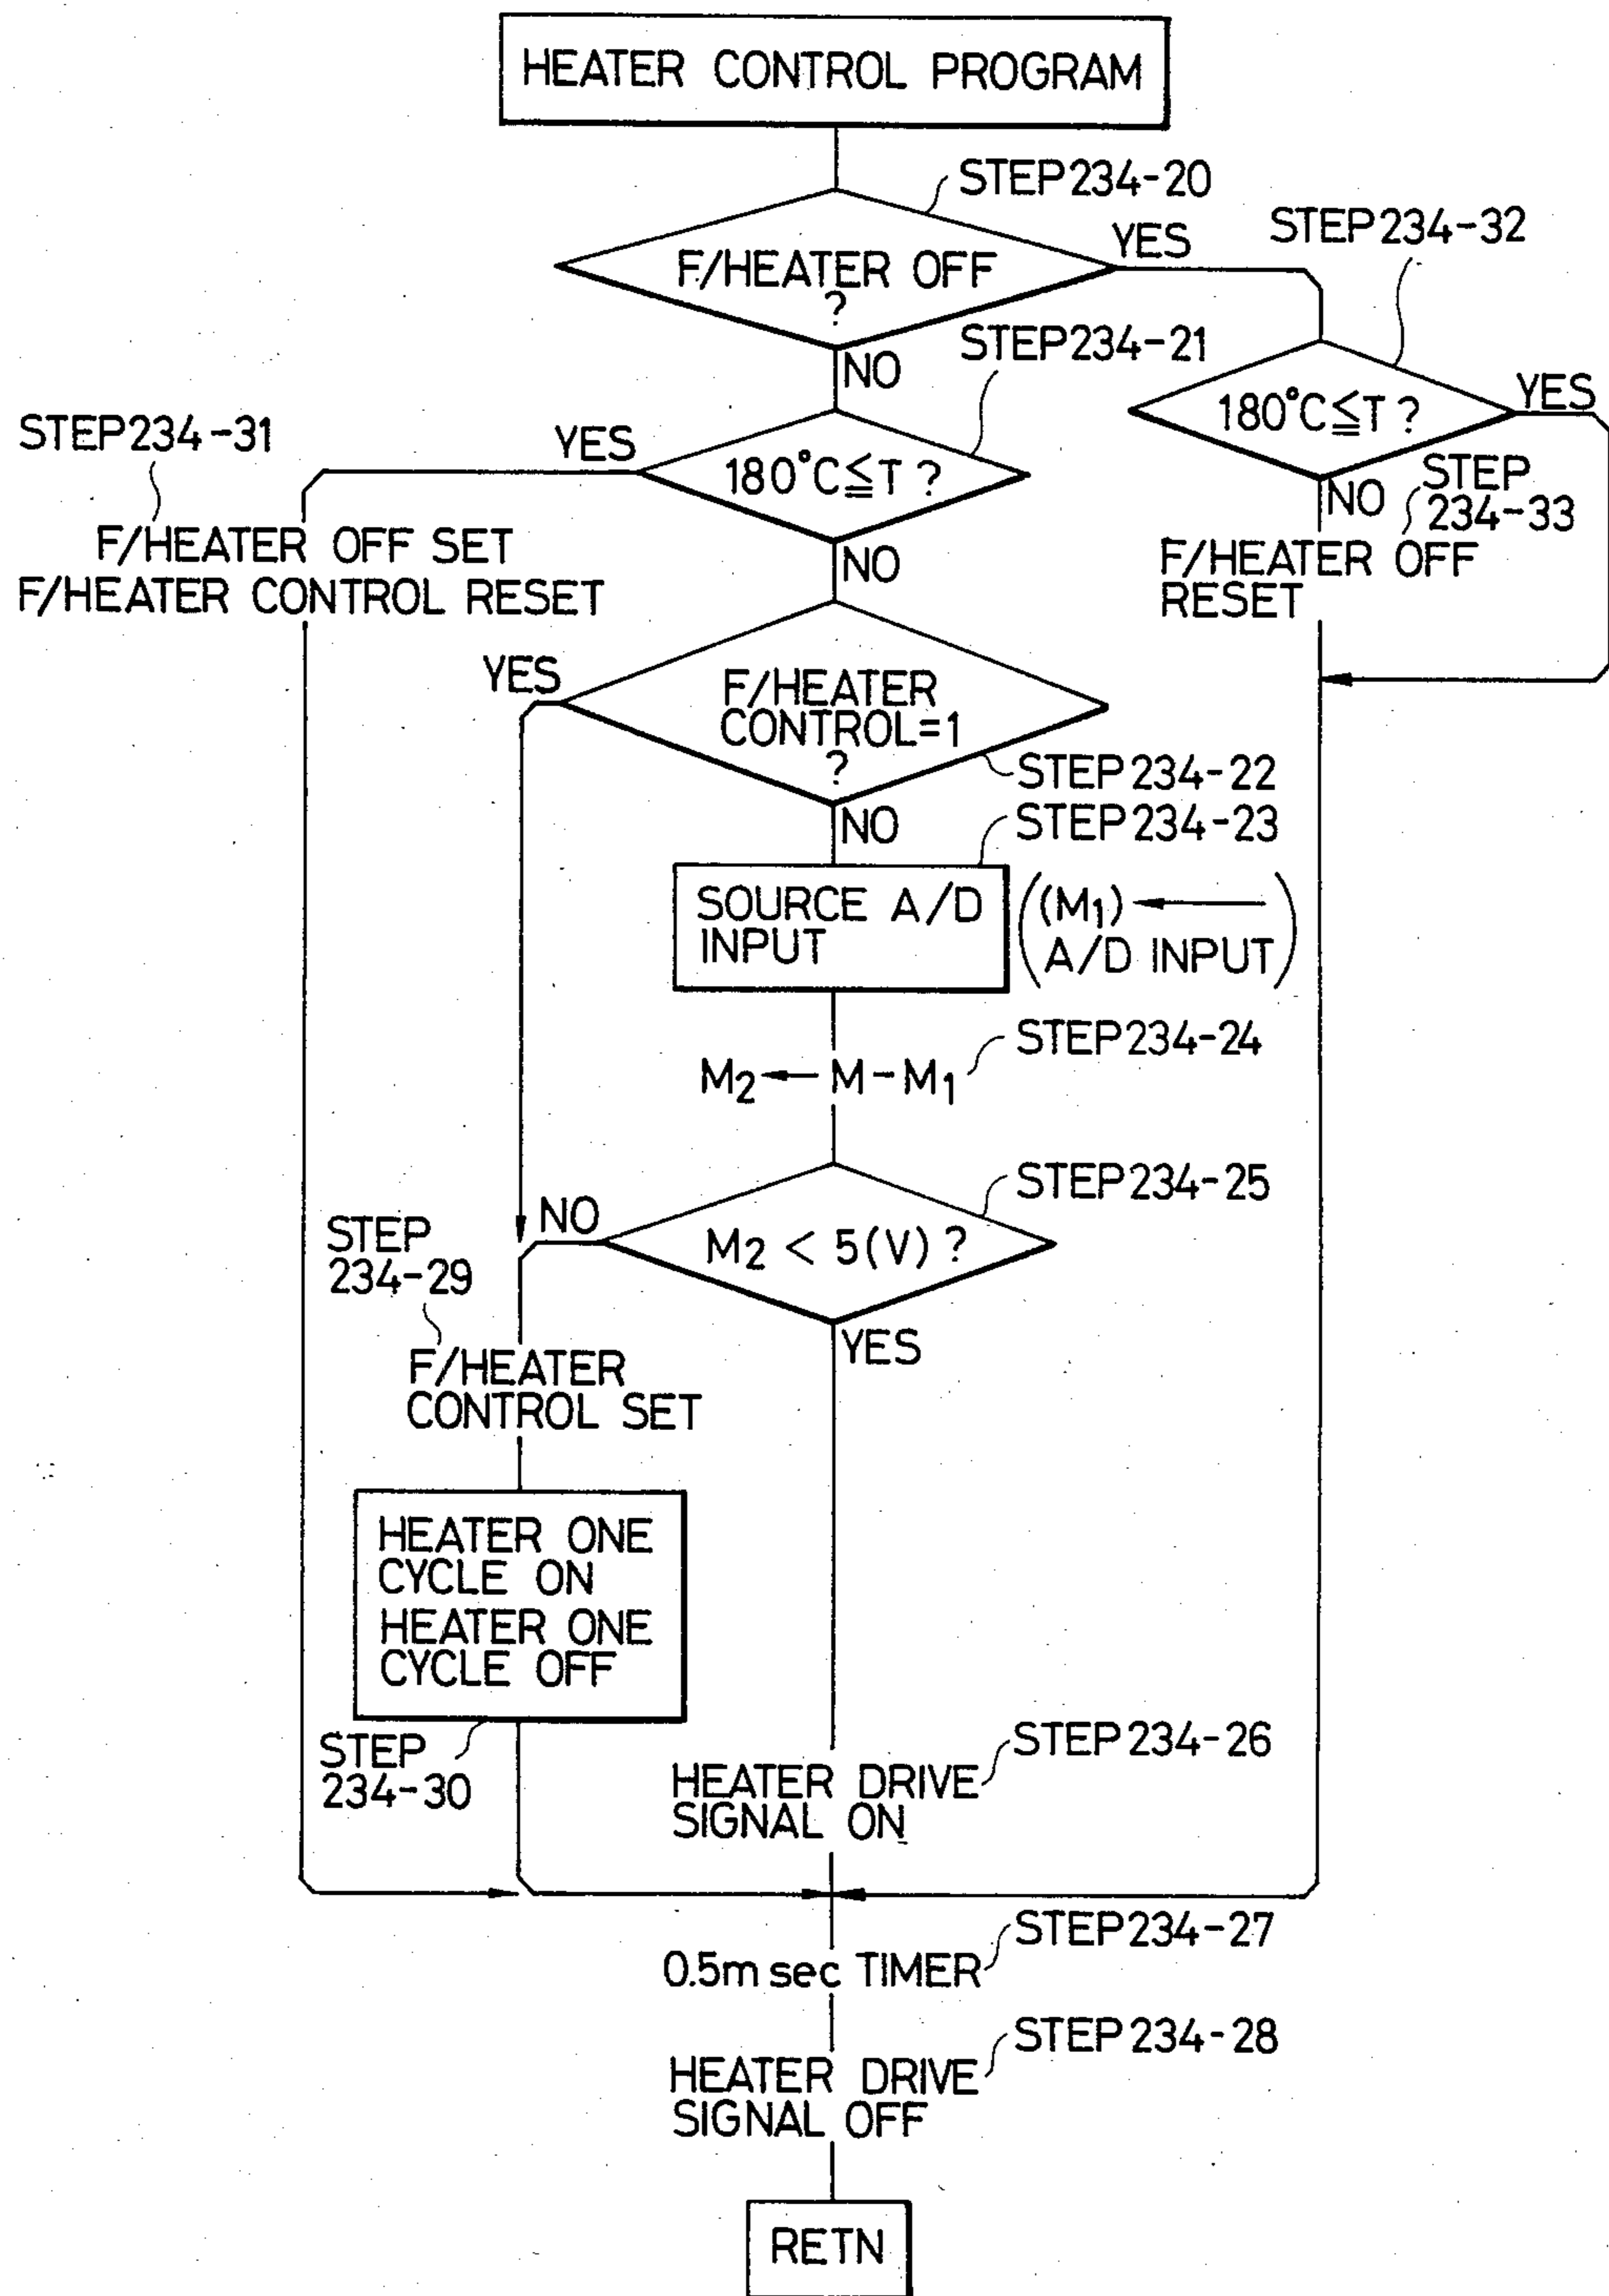 HEATER CONTROL PROGRAM
STEP234-20
F/HEATER OFF
?
YES
NO
STEP234-32
180°C≦T ?
YES
NO
STEP
234-33
F/HEATER OFF
RESET
STEP234-21
180°C≦T ?
YES
NO
STEP234-31
F/HEATER OFF SET
F/HEATER CONTROL RESET
F/HEATER
CONTROL=1
?
YES
STEP234-22
NO
STEP234-23
SOURCE A/D
INPUT
(M1) ←
A/D INPUT
STEP234-24
M2 ← M-M1
STEP234-25
M2 < 5(V) ?
NO
YES
STEP
234-29
F/HEATER
CONTROL SET
HEATER ONE
CYCLE ON
HEATER ONE
CYCLE OFF
STEP
234-30
STEP234-26
HEATER DRIVE
SIGNAL ON
STEP234-27
0.5m sec TIMER
STEP234-28
HEATER DRIVE
SIGNAL OFF
RETN